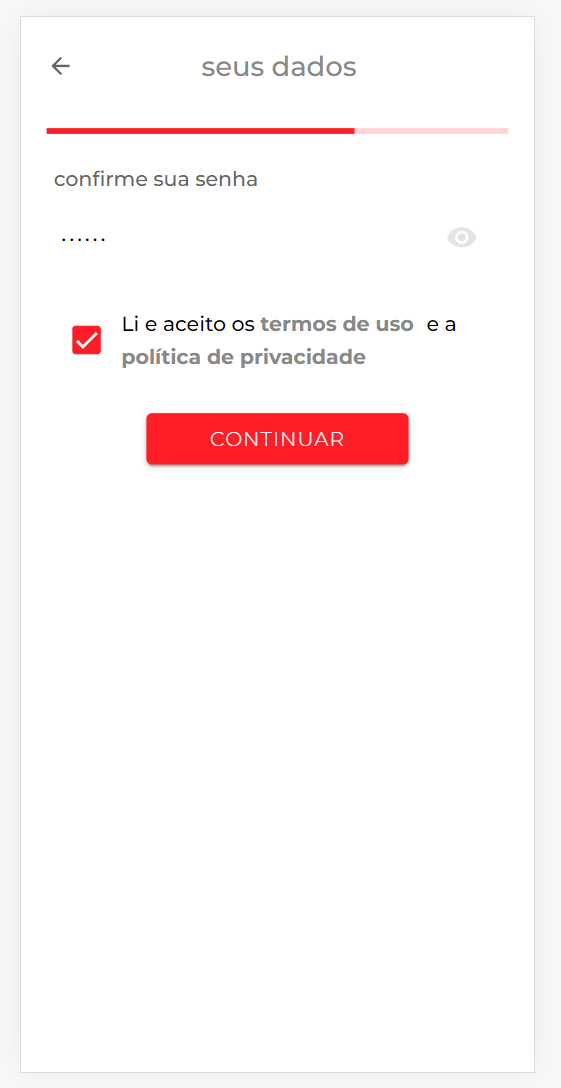 seus dados
confirme sua senha
······
Li e aceito os termos de uso e a
política de privacidade
CONTINUAR